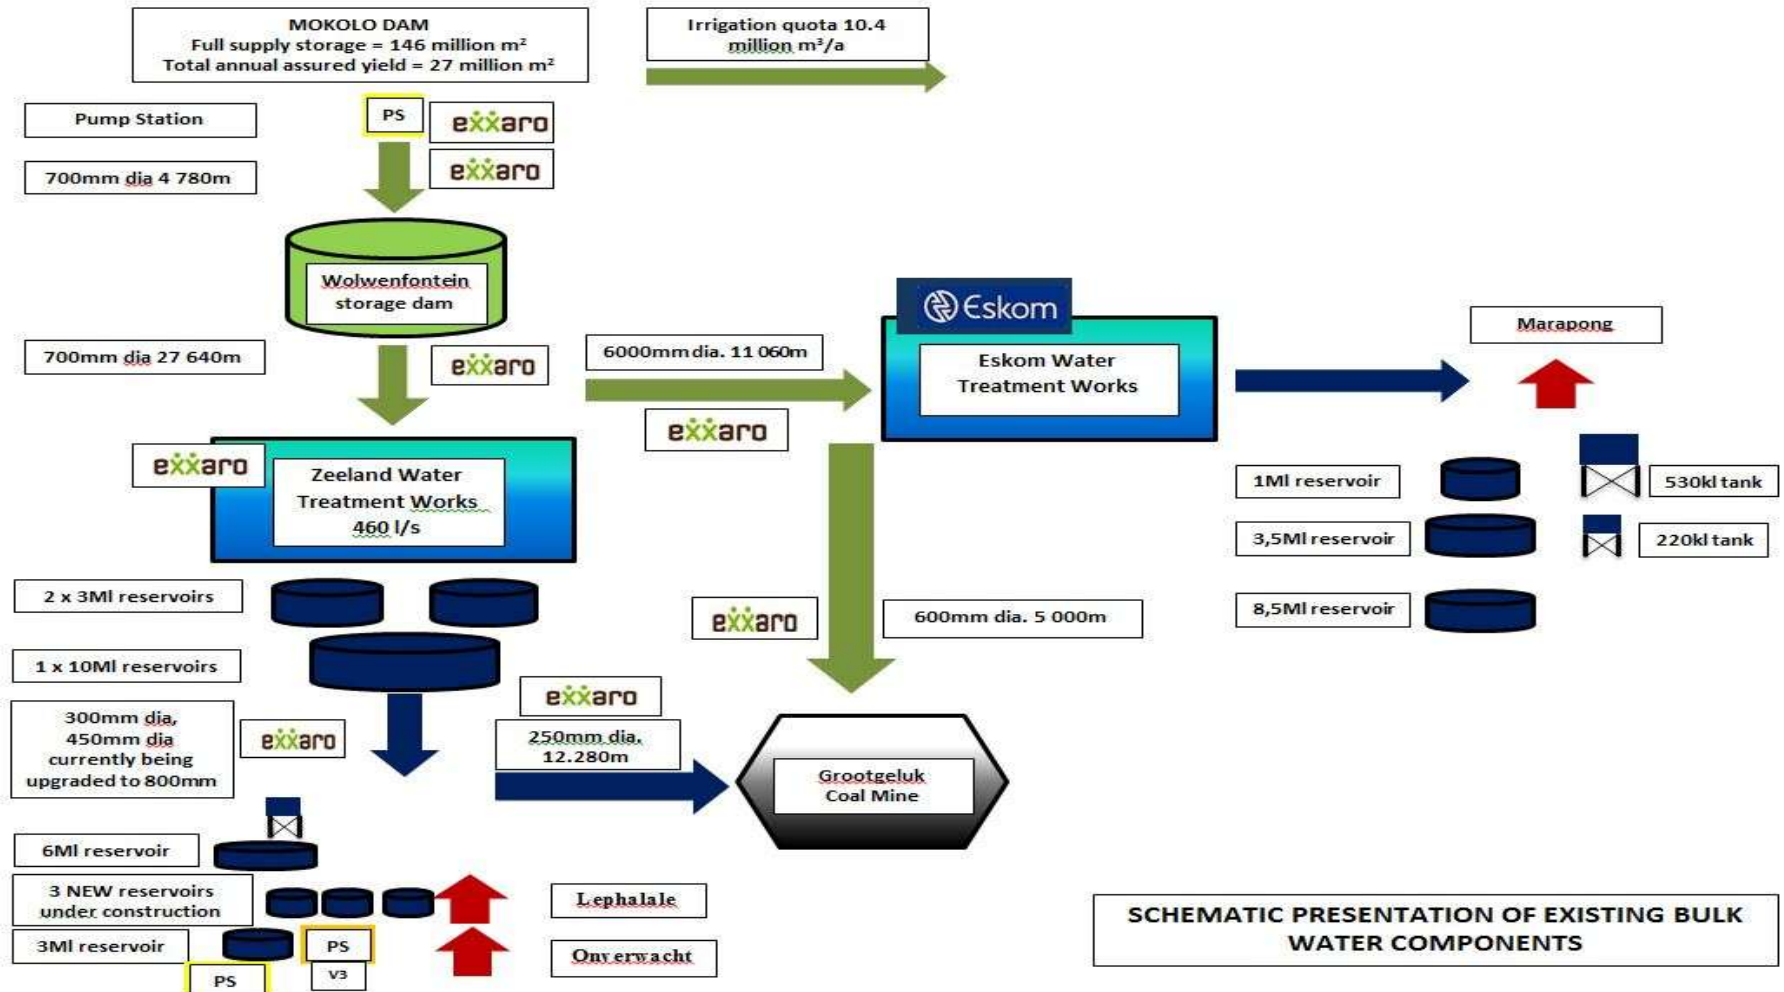 MOKOLO DAM
Full supply storage = 146 million m²
Total annual assured yield = 27 million m²
Irrigation quota 10.4
million m³/a
Pump Station
PS
exxaro
700mm dia 4 780m
exxaro
Wolwenfontein
storage dam
700mm dia 27 640m
exxaro
6000mm dia. 11 060m
exxaro
Eskom
Eskom Water
Treatment Works
Marapong
exxaro
Zeeland Water
Treatment Works
460 l/s
1Ml reservoir
530kl tank
3,5Ml reservoir
220kl tank
8,5Ml reservoir
2 x 3Ml reservoirs
exxaro
600mm dia. 5 000m
1 x 10Ml reservoirs
300mm dia,
450mm dia
currently being
upgraded to 800mm
exxaro
exxaro
250mm dia.
12.280m
Grootgeluk
Coal Mine
6Ml reservoir
3 NEW reservoirs
under construction
Lephalale
3Ml reservoir
PS
V3
PS
Onverwacht
SCHEMATIC PRESENTATION OF EXISTING BULK
WATER COMPONENTS